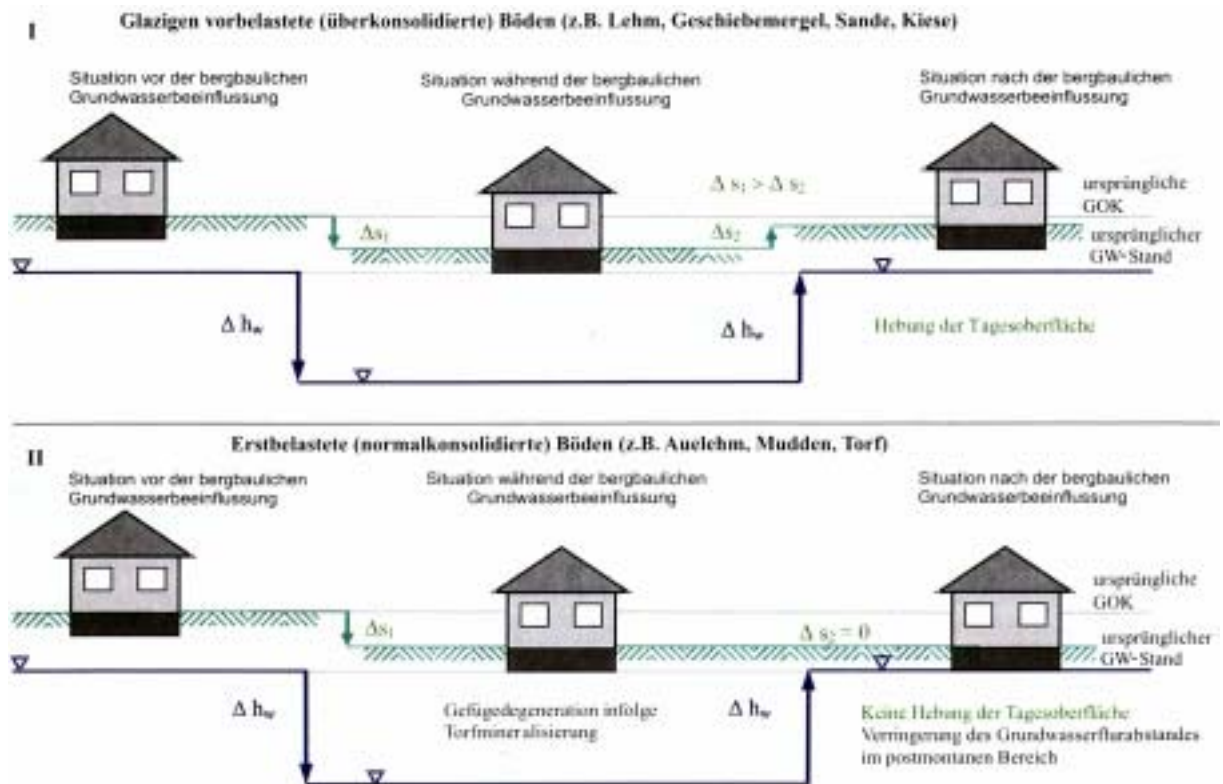 I
Glazigen vorbelastete (überkonsolidierte) Böden (z.B. Lehm, Geschiebemergel, Sande, Kiese)
Situation vor der bergbaulichen
Grundwasserbeeinflussung
Situation während der bergbaulichen
Grundwasserbeeinflussung
Situation nach der bergbaulichen
Grundwasserbeeinflussung
Δ s₁ > Δ s₂
ursprüngliche
GOK
Δs₁
Δs₂
ursprünglicher
GW-Stand
Δ hw
Δ hw
Hebung der Tagesoberfläche
II
Erstbelastete (normalkonsolidierte) Böden (z.B. Auelehm, Mudden, Torf)
Situation vor der bergbaulichen
Grundwasserbeeinflussung
Situation während der bergbaulichen
Grundwasserbeeinflussung
Situation nach der bergbaulichen
Grundwasserbeeinflussung
ursprüngliche
GOK
Δs₁
Δ s₂ = 0
ursprünglicher
GW-Stand
Δ hw
Gefügedegeneration infolge
Torfmineralisierung
Δ hw
Keine Hebung der Tagesoberfläche
Verringerung des Grundwasserflurabstandes
im postmontanen Bereich